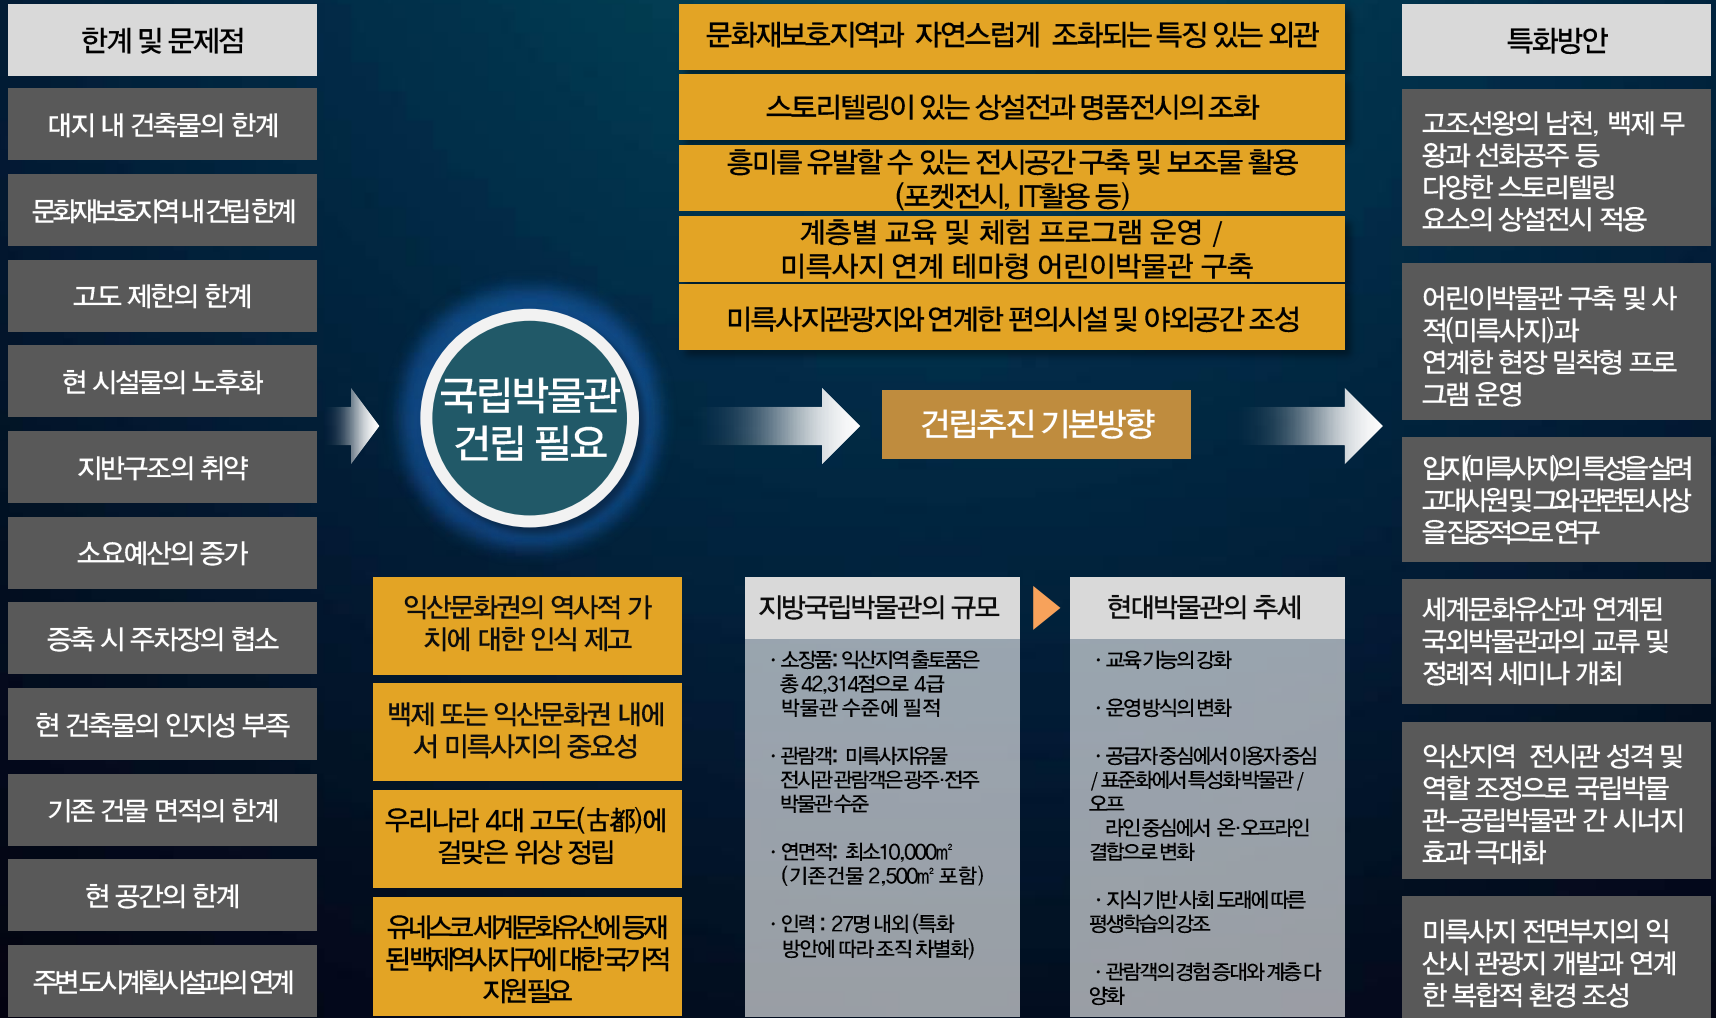 한계 및 문제점
대지 내 건축물의 한계
문화재보호지역 내 건립 한계
고도 제한의 한계
현 시설물의 노후화
지반구조의 취약
소요예산의 증가
증축 시 주차장의 협소
현 건축물의 인지성 부족
기존 건물 면적의 한계
현 공간의 한계
주변 도시계획시설과의 연계
국립박물관
건립 필요
익산문화권의 역사적 가
치에 대한 인식 제고
백제 또는 익산문화권 내에
서 미륵사지의 중요성
우리나라 4대 고도(古都)에
걸맞은 위상 정립
유네스코 세계문화유산에 등재
된 백제역사지구에 대한 국가적
지원 필요
문화재보호지역과 자연스럽게 조화되는 특징 있는 외관
스토리텔링이 있는 상설전과 명품전시의 조화
흥미를 유발할 수 있는 전시공간 구축 및 보조물 활용
(포켓전시, IT활용 등)
계층별 교육 및 체험 프로그램 운영 /
미륵사지 연계 테마형 어린이박물관 구축
미륵사지관광지와 연계한 편의시설 및 야외공간 조성
건립추진 기본방향
지방국립박물관의 규모
· 소장품: 익산지역 출토품은
총 42,314점으로 4급
박물관 수준에 필적
· 관람객: 미륵사지유물
전시관 관람객은 광주·전주
박물관 수준
· 연면적: 최소10,000㎡
(기존건물 2,500㎡ 포함)
· 인력 : 27명 내외 (특화
방안에 따라 조직 차별화)
현대박물관의 추세
· 교육 기능의 강화
· 운영 방식의 변화
· 공급자 중심에서 이용자 중심
/ 표준화에서 특성화 박물관 /
오프
라인 중심에서 온·오프라인
결합으로 변화
· 지식 기반 사회 도래에 따른
평생학습의 강조
· 관람객의 경험 증대와 계층 다
양화
특화방안
고조선왕의 남천, 백제 무
왕과 선화공주 등
다양한 스토리텔링
요소의 상설전시 적용
어린이박물관 구축 및 사
적(미륵사지)과
연계한 현장 밀착형 프로
그램 운영
입지(미륵사지)의 특성을 살려
고대사원 및 그와 관련된 사상
을 집중적으로 연구
세계문화유산과 연계된
국외박물관과의 교류 및
정례적 세미나 개최
익산지역 전시관 성격 및
역할 조정으로 국립박물
관-공립박물관 간 시너지
효과 극대화
미륵사지 전면부지의 익
산시 관광지 개발과 연계
한 복합적 환경 조성